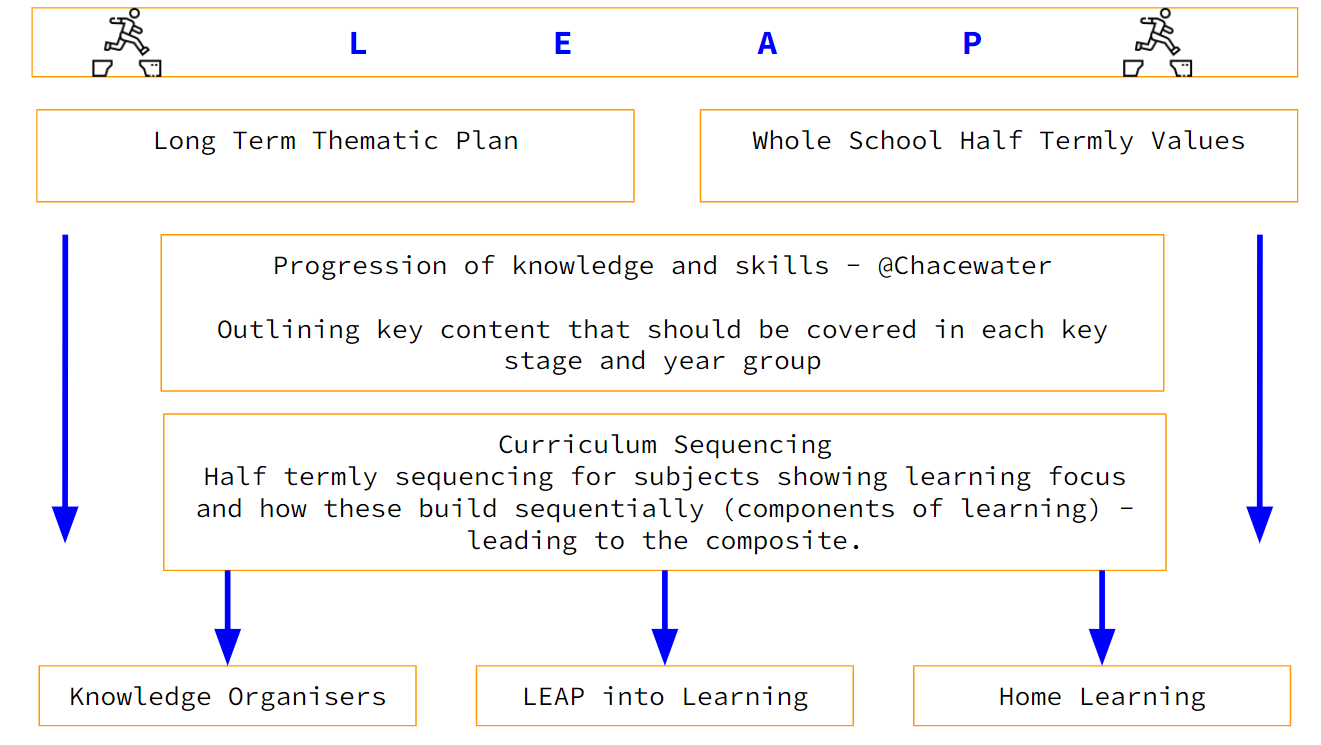 L E A P
Long Term Thematic Plan
Whole School Half Termly Values
Progression of knowledge and skills - @Chacewater
Outlining key content that should be covered in each key
stage and year group
Curriculum Sequencing
Half termly sequencing for subjects showing learning focus
and how these build sequentially (components of learning) -
leading to the composite.
Knowledge Organisers
LEAP into Learning
Home Learning